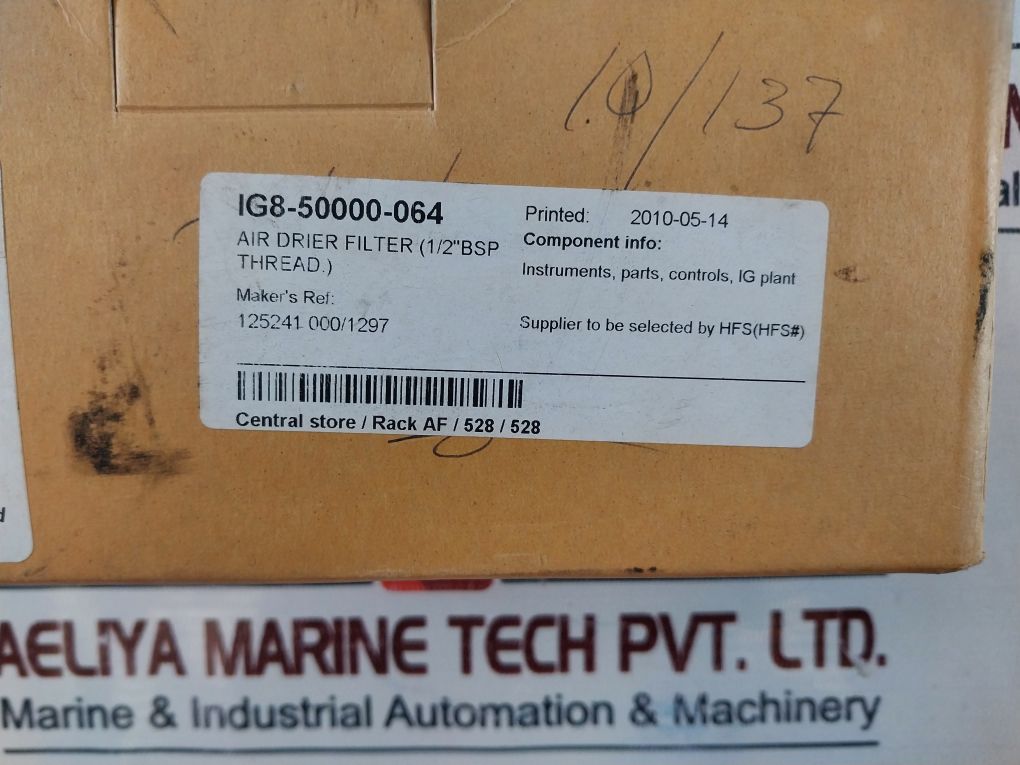 1.0/137
IG8-50000-064
AIR DRIER FILTER (1/2"BSP
THREAD.)
Maker's Ref:
125241 000/1297
Printed: 2010-05-14
Component info:
Instruments, parts, controls, IG plant
Supplier to be selected by HFS(HFS#)
Central store / Rack AF / 528 / 528
AELiYA MARINE TECH PVT. LTD.
Marine & Industrial Automation & Machinery